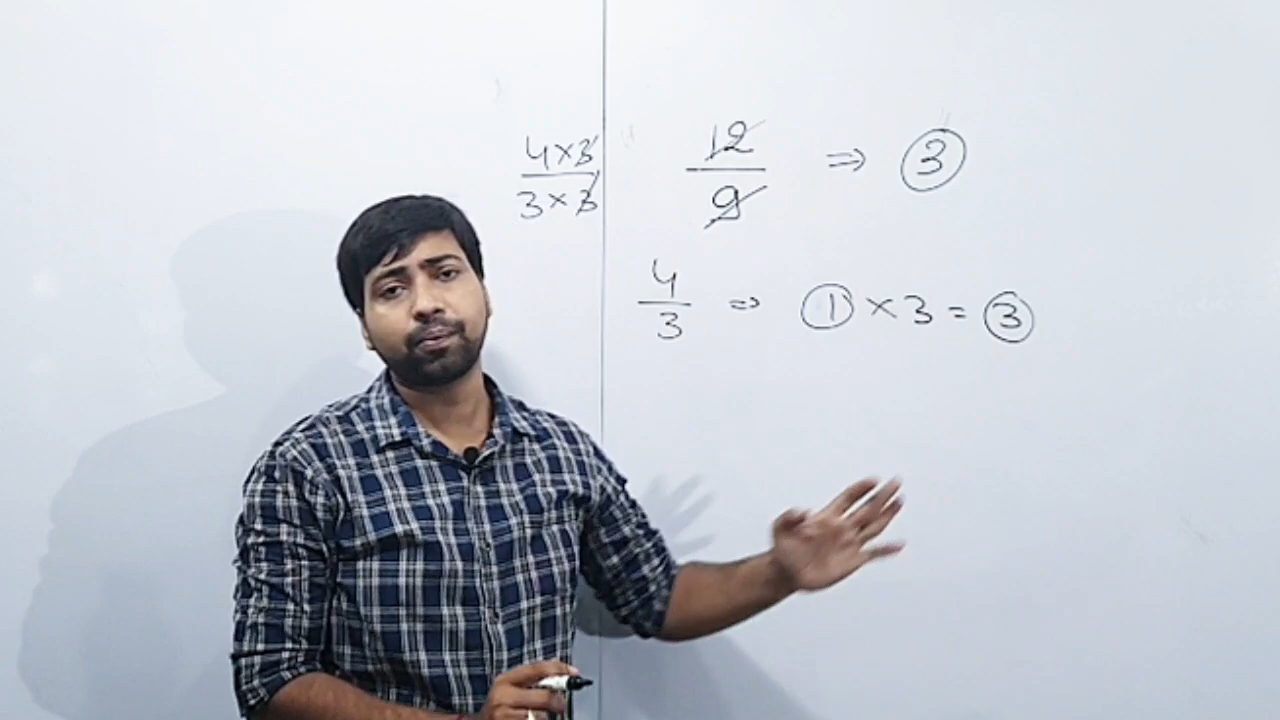 4×3 12 ⇒ 3
3×3 9
4 ⇒ 1 × 3 = 3
3